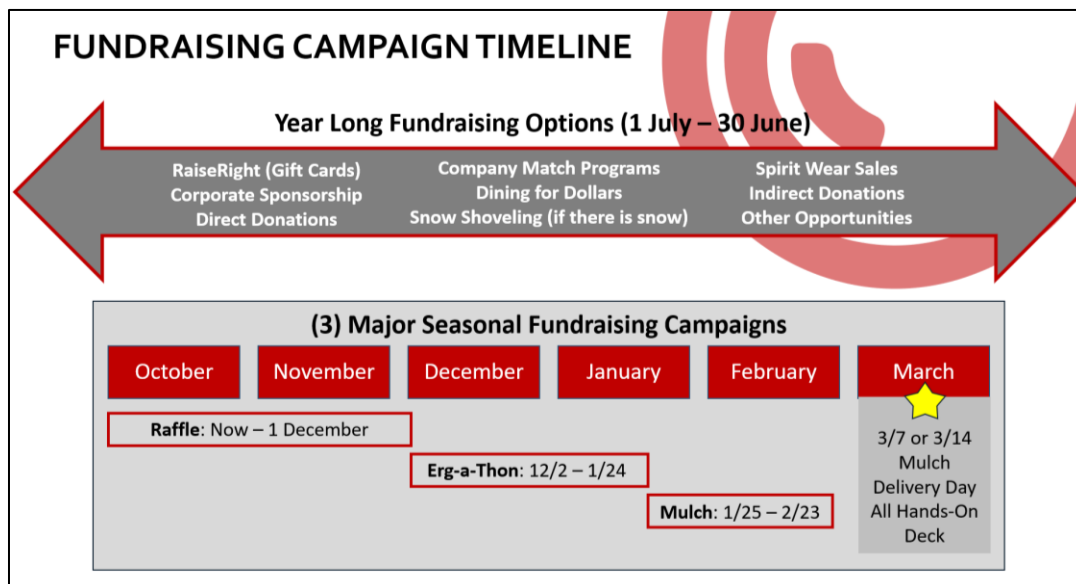 FUNDRAISING CAMPAIGN TIMELINE
Year Long Fundraising Options (1 July – 30 June)
RaiseRight (Gift Cards)
Corporate Sponsorship
Direct Donations
Company Match Programs
Dining for Dollars
Snow Shoveling (if there is snow)
Spirit Wear Sales
Indirect Donations
Other Opportunities
(3) Major Seasonal Fundraising Campaigns
October
November
December
January
February
March
Raffle: Now – 1 December
Erg-a-Thon: 12/2 – 1/24
Mulch: 1/25 – 2/23
3/7 or 3/14
Mulch
Delivery Day
All Hands-On
Deck